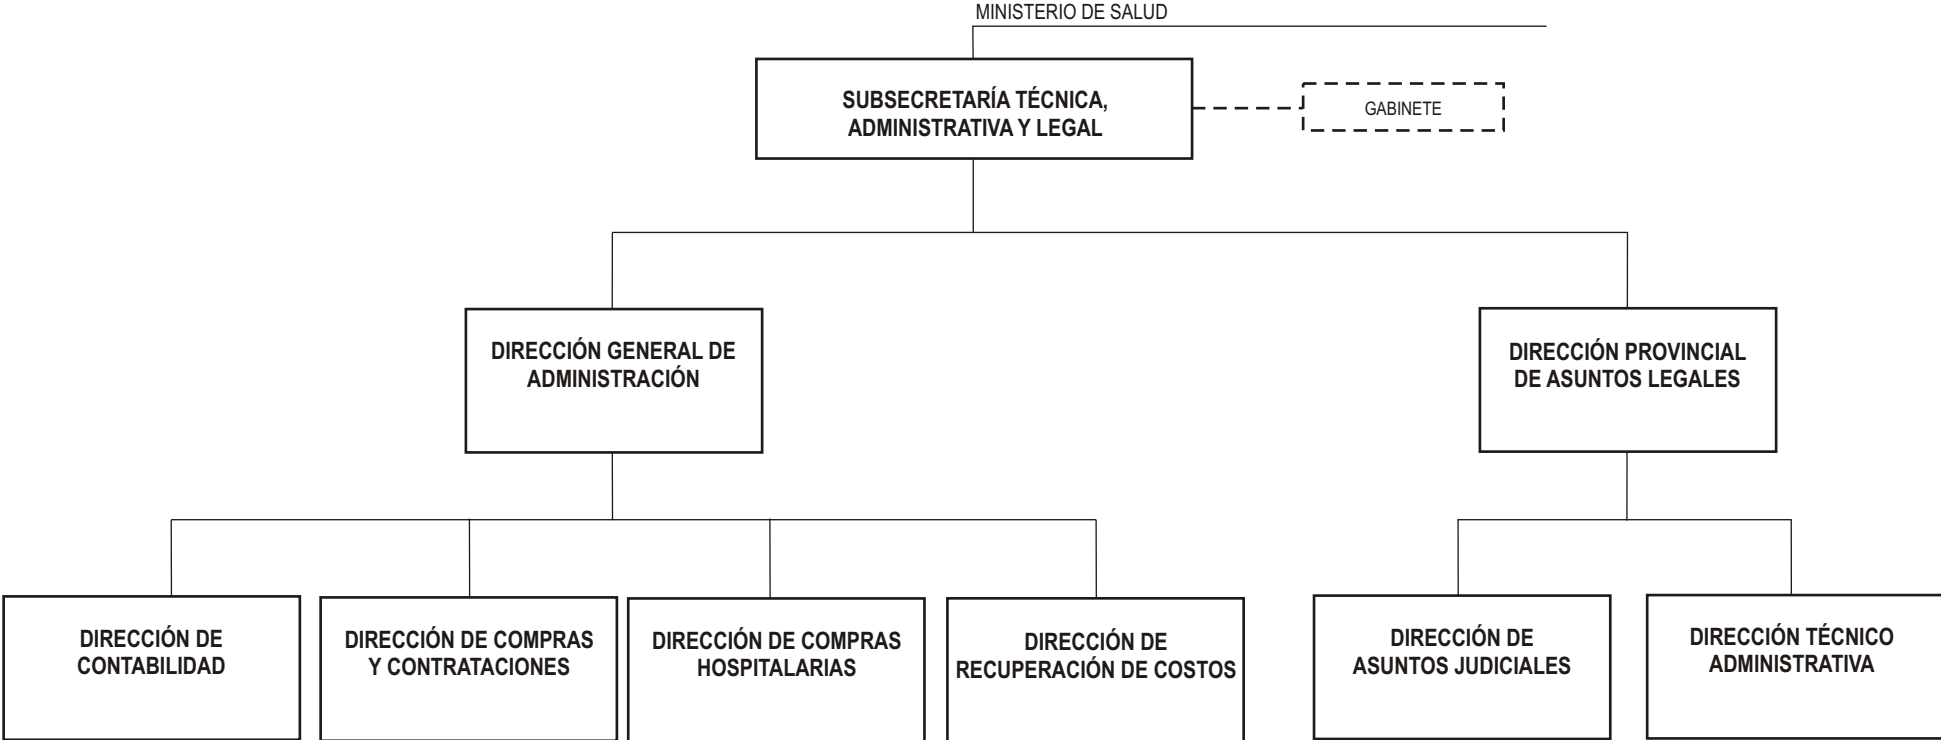 MINISTERIO DE SALUD
SUBSECRETARÍA TÉCNICA,
ADMINISTRATIVA Y LEGAL
GABINETE
DIRECCIÓN GENERAL DE
ADMINISTRACIÓN
DIRECCIÓN PROVINCIAL
DE ASUNTOS LEGALES
DIRECCIÓN DE
CONTABILIDAD
DIRECCIÓN DE COMPRAS
Y CONTRATACIONES
DIRECCIÓN DE COMPRAS
HOSPITALARIAS
DIRECCIÓN DE
RECUPERACIÓN DE COSTOS
DIRECCIÓN DE
ASUNTOS JUDICIALES
DIRECCIÓN TÉCNICO
ADMINISTRATIVA